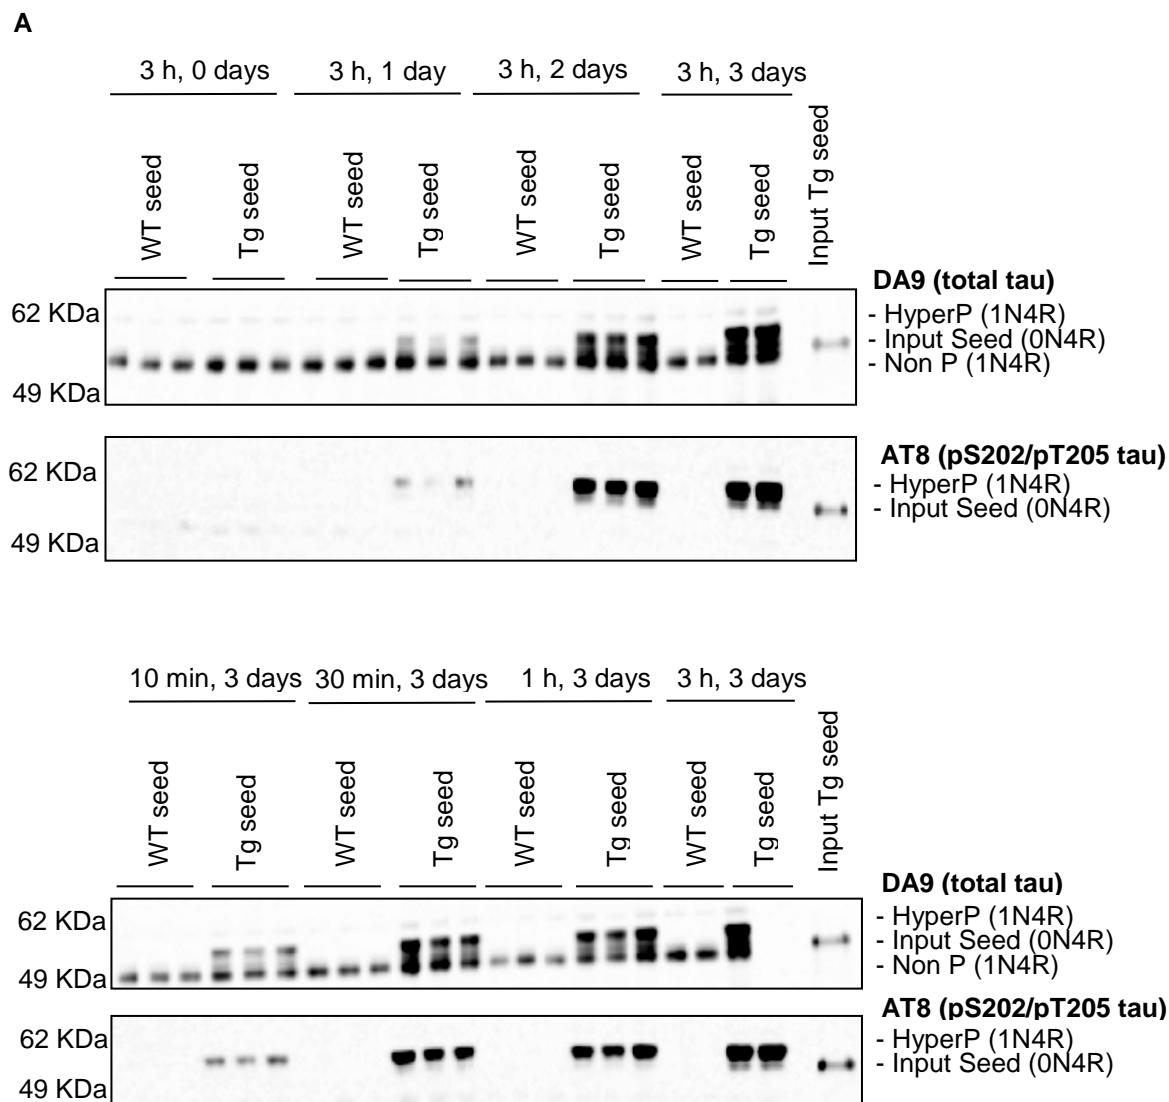 A
3 h, 0 days 3 h, 1 day 3 h, 2 days 3 h, 3 days
WT seed Tg seed WT seed Tg seed WT seed Tg seed WT seed Tg seed Input Tg seed
DA9 (total tau)
62 KDa - HyperP (1N4R)
- Input Seed (0N4R)
- Non P (1N4R)
49 KDa
AT8 (pS202/pT205 tau)
62 KDa - HyperP (1N4R)
- Input Seed (0N4R)
49 KDa
10 min, 3 days 30 min, 3 days 1 h, 3 days 3 h, 3 days
WT seed Tg seed WT seed Tg seed WT seed Tg seed WT seed Tg seed Input Tg seed
DA9 (total tau)
62 KDa - HyperP (1N4R)
- Input Seed (0N4R)
49 KDa - Non P (1N4R)
AT8 (pS202/pT205 tau)
62 KDa - HyperP (1N4R)
- Input Seed (0N4R)
49 KDa